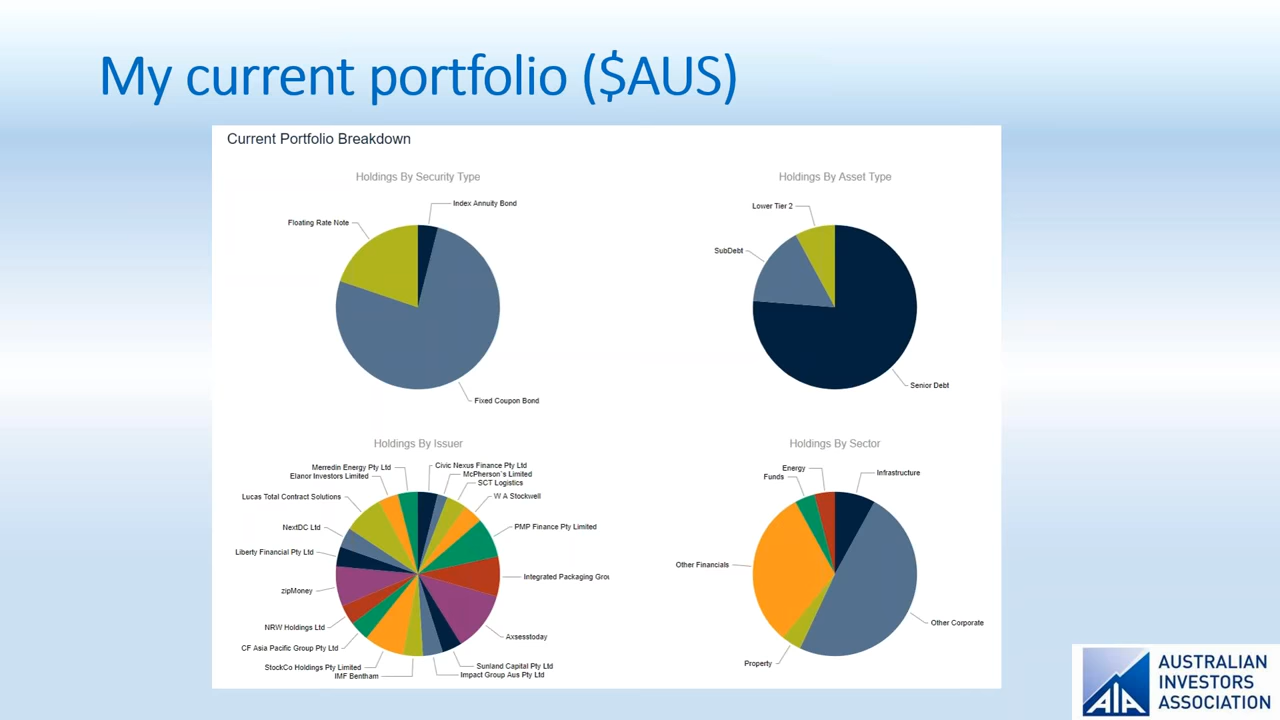 My current portfolio ($AUS)
Current Portfolio Breakdown
Holdings By Security Type
Index Annuity Bond
Floating Rate Note
Fixed Coupon Bond
Holdings By Asset Type
Lower Tier 2
SubDebt
Senior Debt
Holdings By Issuer
Merredin Energy Pty Ltd
Civic Nexus Finance Pty Ltd
Elanor Investors Limited
McPherson`s Limited
SCT Logistics
Lucas Total Contract Solutions
W A Stockwell
NextDC Ltd
PMP Finance Pty Limited
Liberty Financial Pty Ltd
Integrated Packaging Grou
zipMoney
NRW Holdings Ltd
Axsesstoday
CF Asia Pacific Group Pty Ltd
StockCo Holdings Pty Limited
Sunland Capital Pty Ltd
IMF Bentham
Impact Group Aus Pty Ltd
Holdings By Sector
Energy
Infrastructure
Funds
Other Financials
Other Corporate
Property
AIA
AUSTRALIAN
INVESTORS
ASSOCIATION